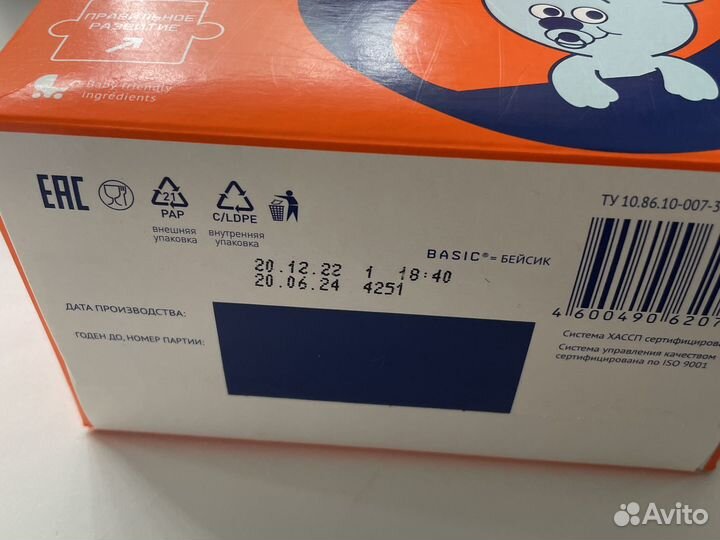 ПРАВИЛЬНОЕ
РАЗВИТИЕ
Baby friendly
ingredients
EAC
21
PAP
внешняя
упаковка
C/LDPE
внутренняя
упаковка
ТУ 10.86.10-007-3
BASIC®= БЕЙСИК
20.12.22 1 18:40
20.06.24 4251
ДАТА ПРОИЗВОДСТВА:
ГОДЕН ДО, НОМЕР ПАРТИИ:
4 600490 6207
Система ХАССП сертифицирова
Система управления качеством
сертифицирована по ISO 9001
Avito